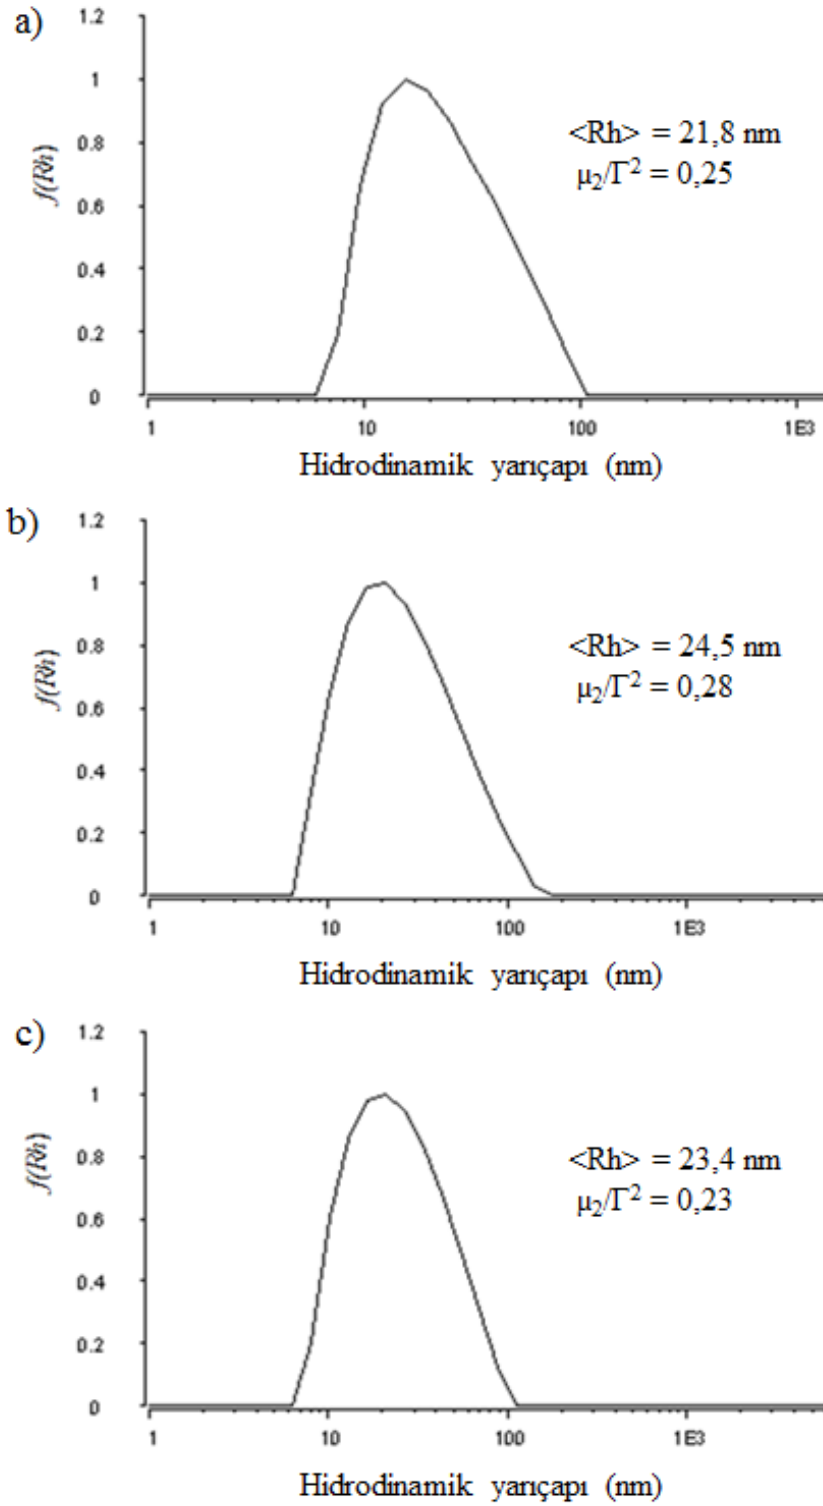 a)
1.2
1
0.8
0.6
0.4
0.2
0
f(Rh)
<Rh> = 21,8 nm
μ₂/Γ² = 0,25
1 10 100 1E3
Hidrodinamik yarıçapı (nm)
b)
1.2
1
0.8
0.6
0.4
0.2
0
f(Rh)
<Rh> = 24,5 nm
μ₂/Γ² = 0,28
1 10 100 1E3
Hidrodinamik yarıçapı (nm)
c)
1.2
1
0.8
0.6
0.4
0.2
0
f(Rh)
<Rh> = 23,4 nm
μ₂/Γ² = 0,23
1 10 100 1E3
Hidrodinamik yarıçapı (nm)